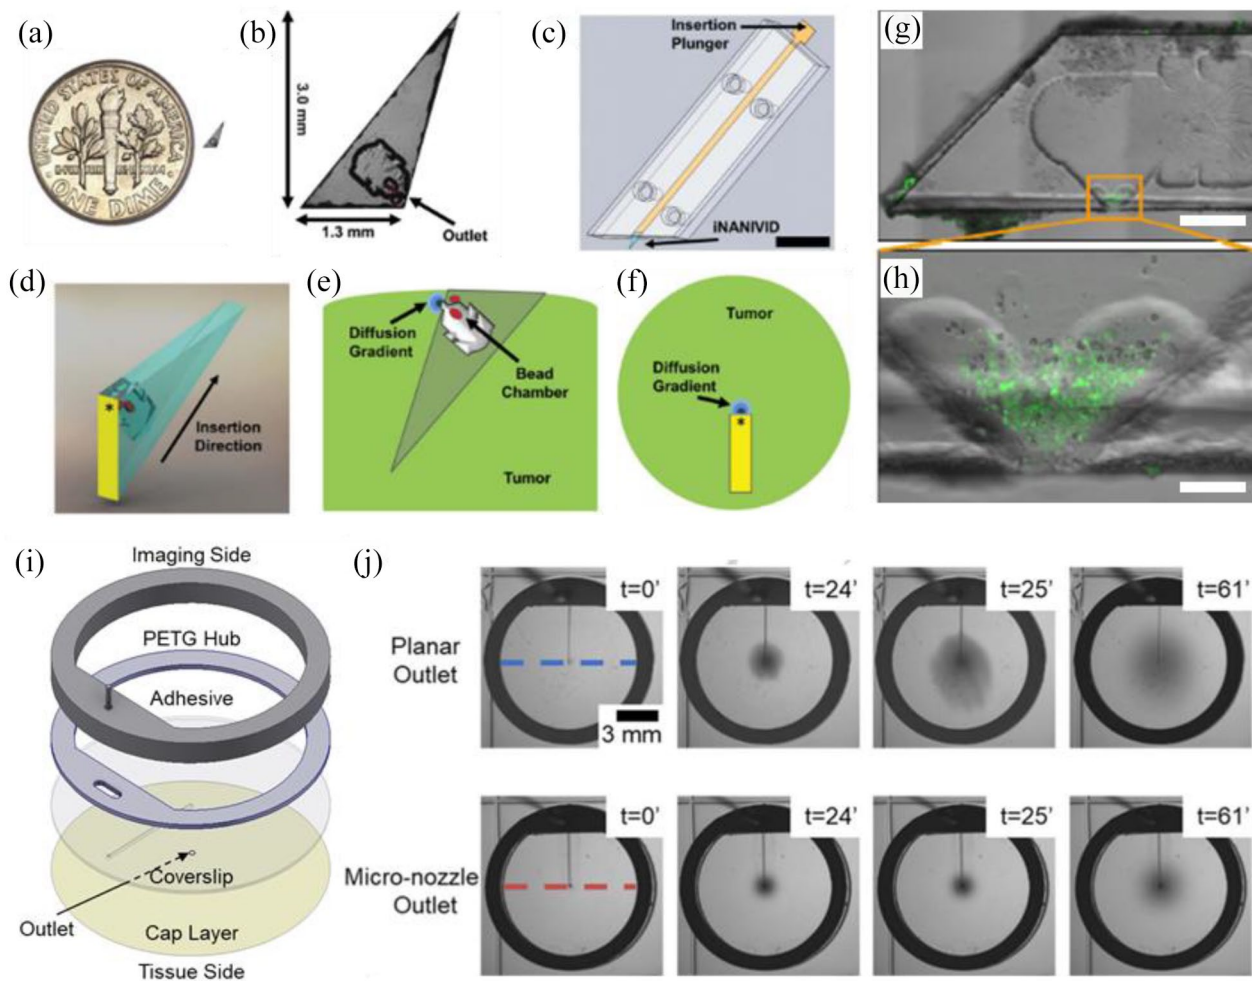 (a)
UNITED STATES OF AMERICA
ONE DIME
(b)
3.0 mm
1.3 mm
Outlet
(c)
Insertion
Plunger
iNANIVID
(g)
(d)
*
Insertion
Direction
(e)
Diffusion
Gradient
Bead
Chamber
Tumor
(f)
Tumor
Diffusion
Gradient
*
(h)
(i)
Imaging Side
PETG Hub
Adhesive
Coverslip
Outlet
Cap Layer
Tissue Side
(j)
Planar
Outlet
t=0’
3 mm
t=24’
t=25’
t=61’
Micro-nozzle
Outlet
t=0’
t=24’
t=25’
t=61’